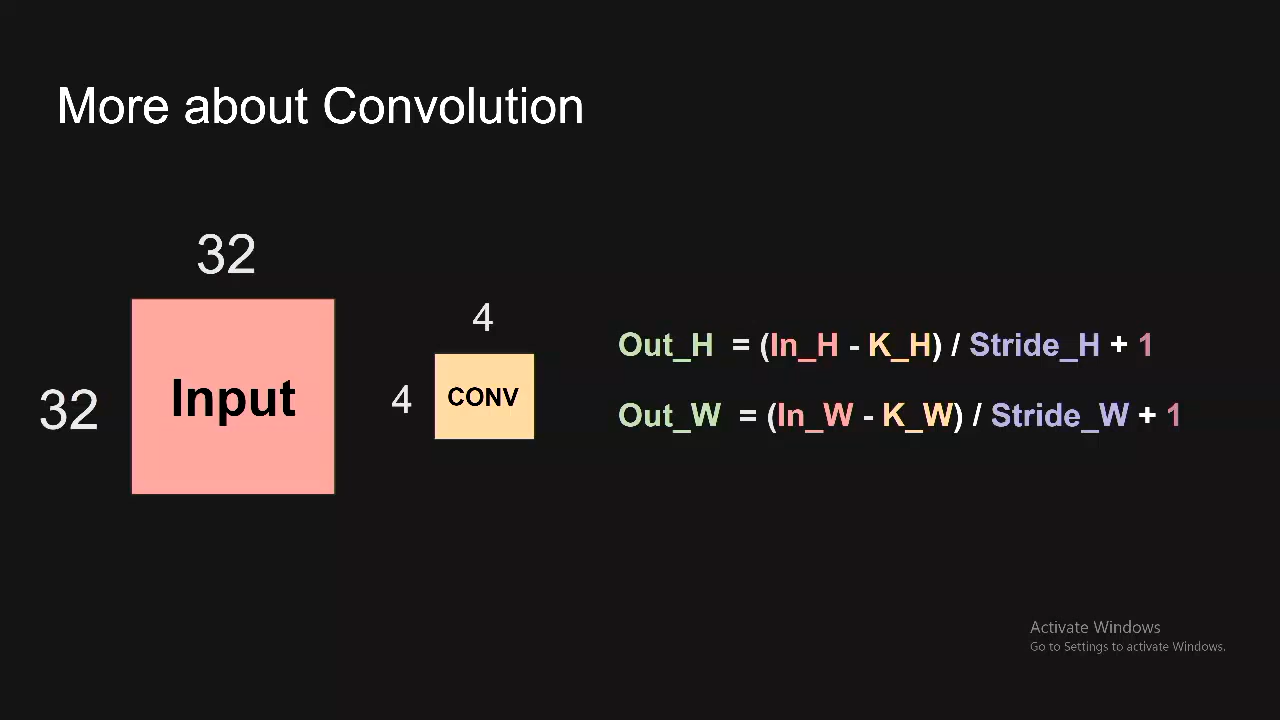 More about Convolution
32
32
Input
4
4
CONV
Out_H = (In_H - K_H) / Stride_H + 1
Out_W = (In_W - K_W) / Stride_W + 1
Activate Windows
Go to Settings to activate Windows.